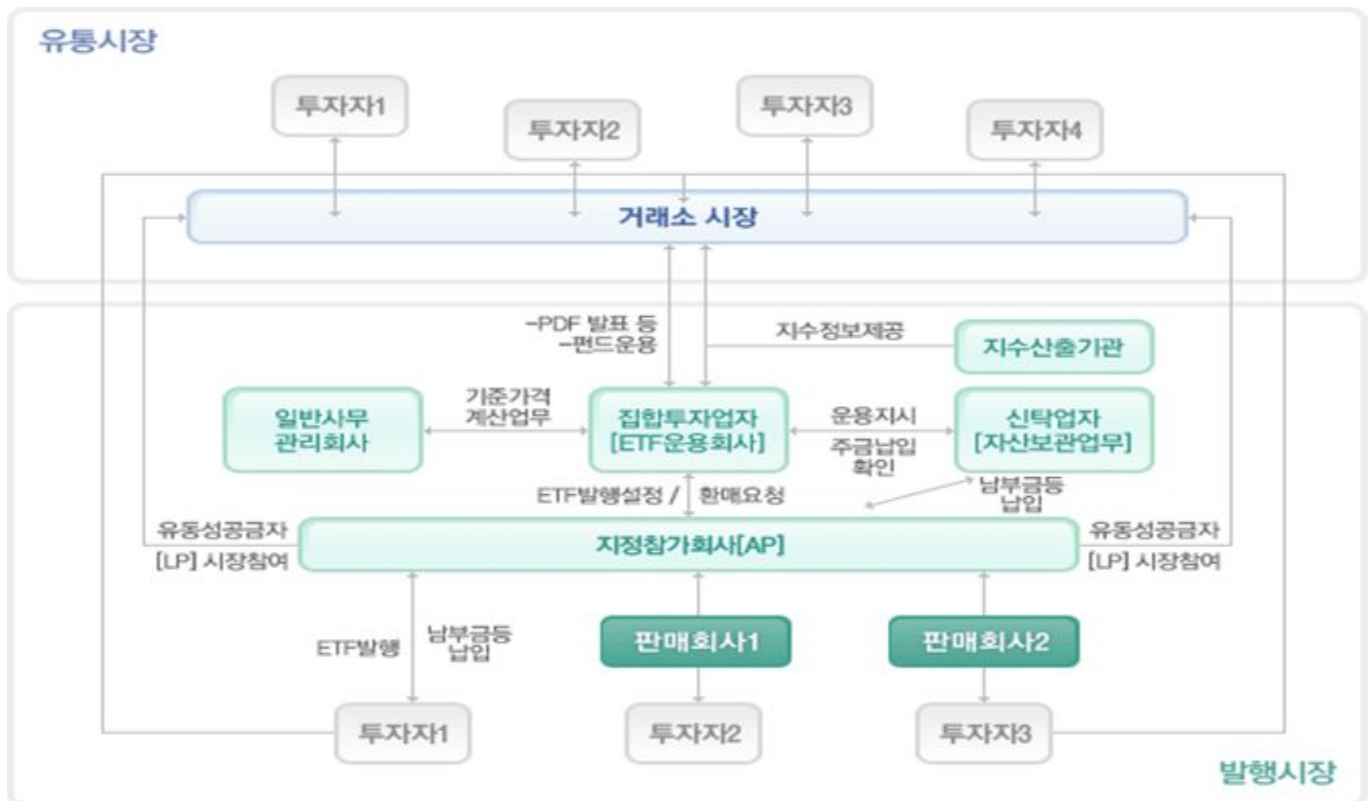 유통시장
투자자1
투자자2
투자자3
투자자4
거래소 시장
-PDF 발표 등
-펀드운용
지수정보제공
지수산출기관
일반사무
관리회사
기준가격
계산업무
집합투자업자
[ETF운용회사]
운용지시
주금납입
확인
신탁업자
[자산보관업무]
ETF발행설정 / 환매요청
남부금등
납입
유동성공급자
[LP] 시장참여
지정참가회사[AP]
유동성공급자
[LP] 시장참여
ETF발행
남부금등
납입
판매회사1
판매회사2
투자자1
투자자2
투자자3
발행시장